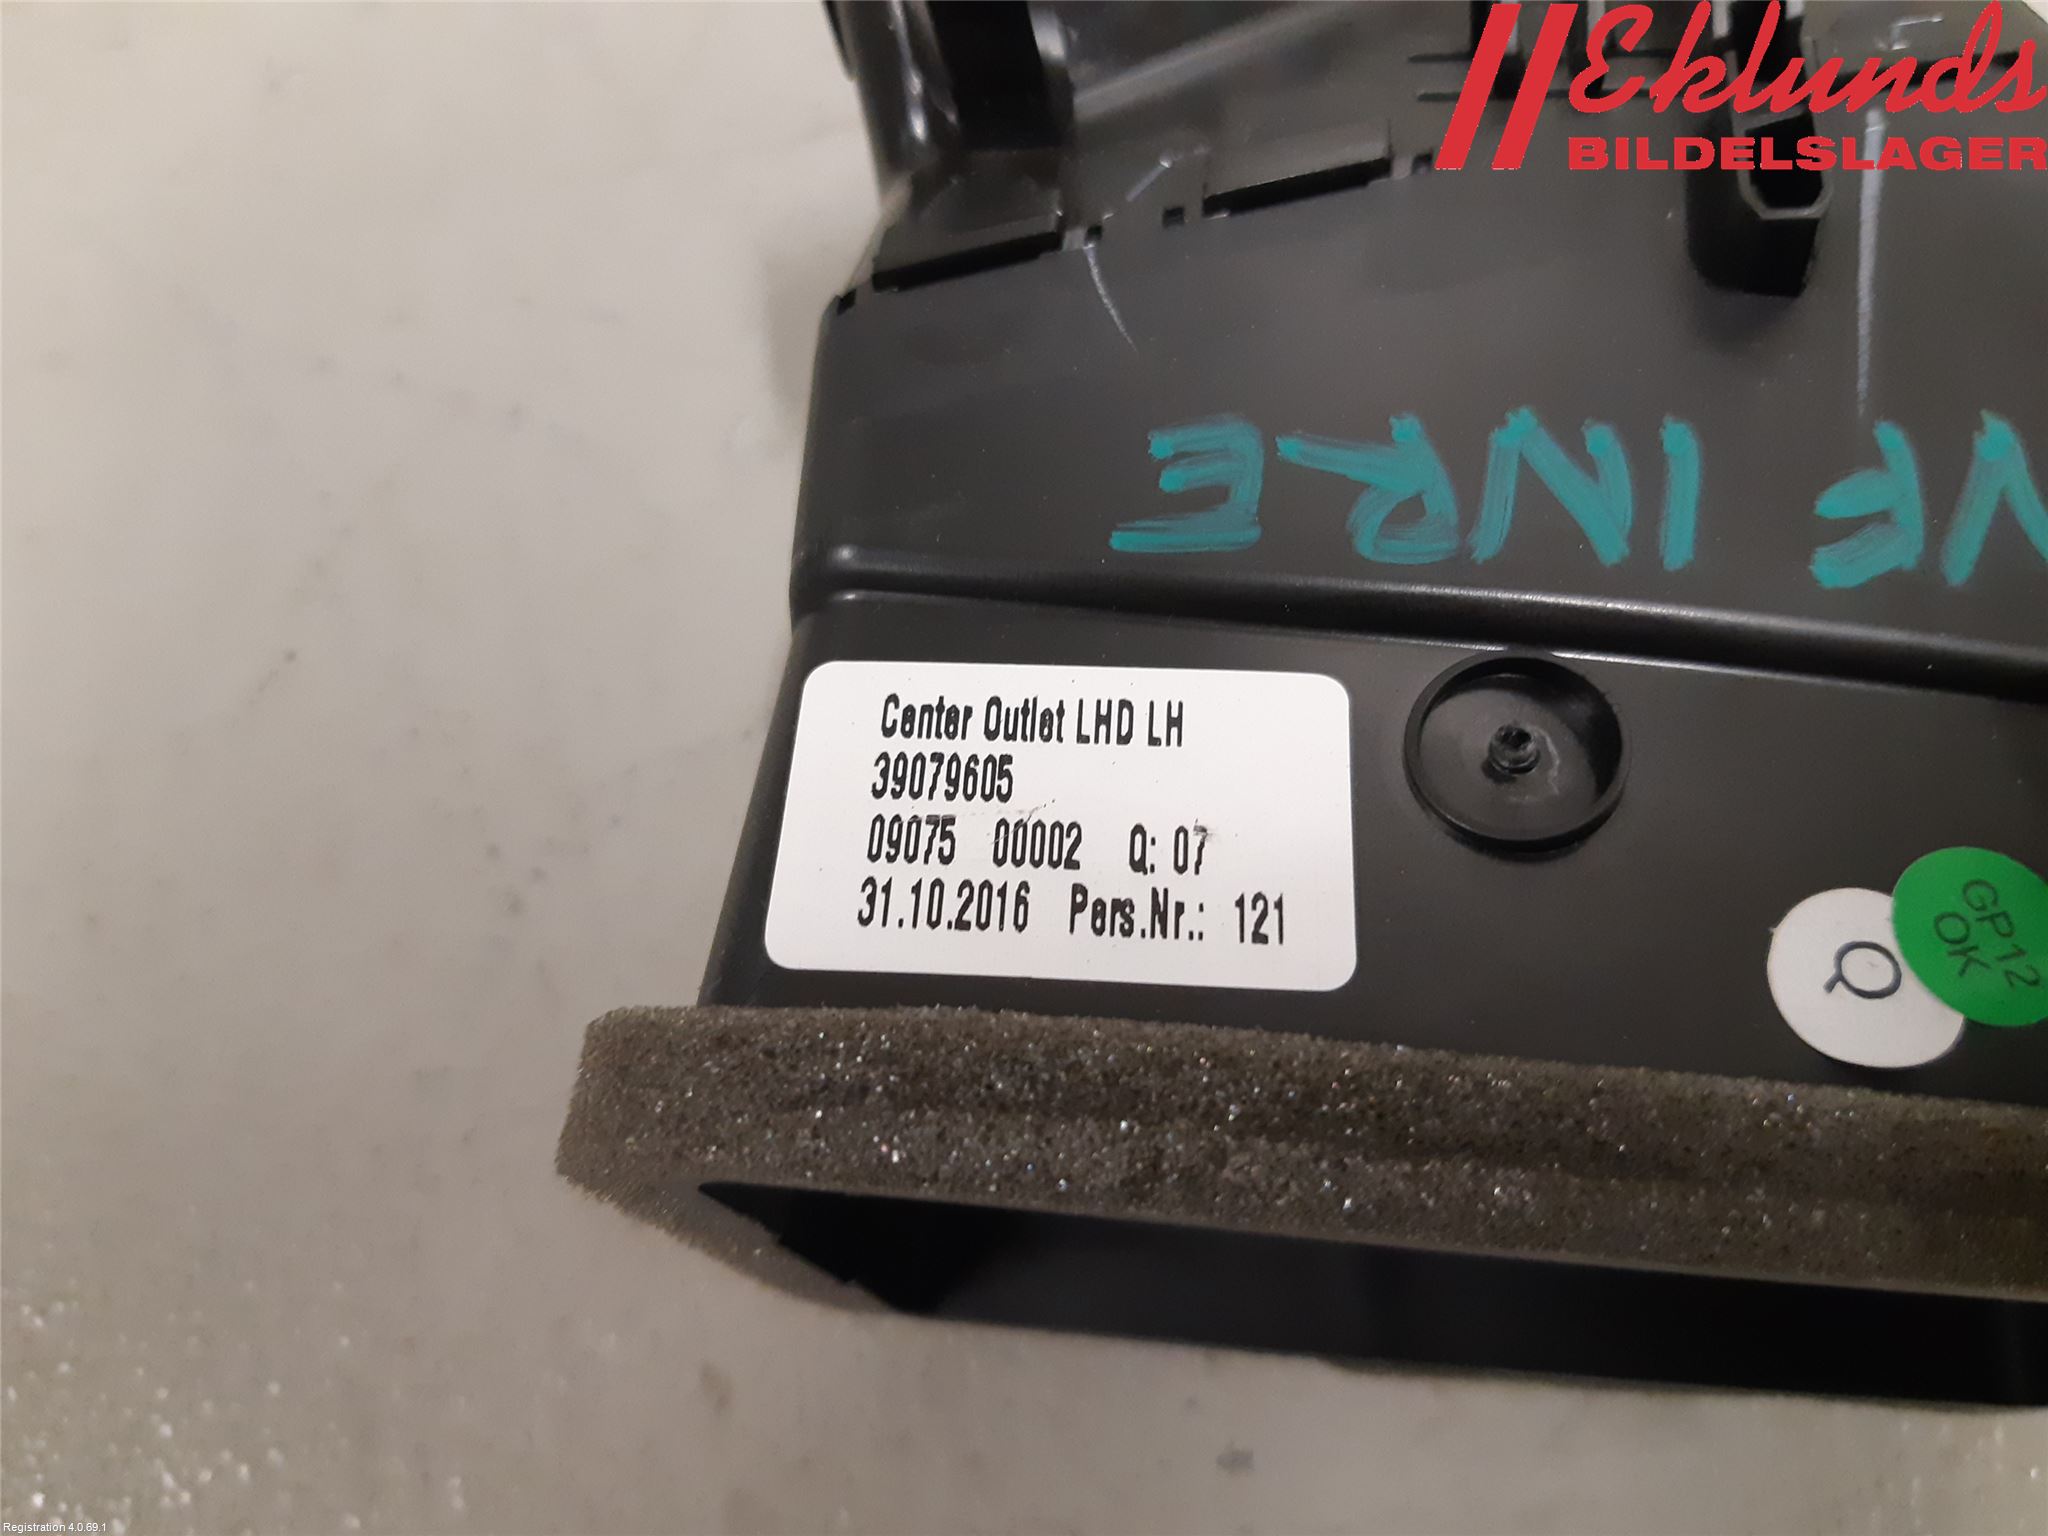 Eklunds
BILDELSLAGER
VF INRE
Center Outlet LHD LH
39079605
09075 00002 Q: 07
31.10.2016 Pers.Nr.: 121
GP12
OK
Q
Registration 4.0.69.1